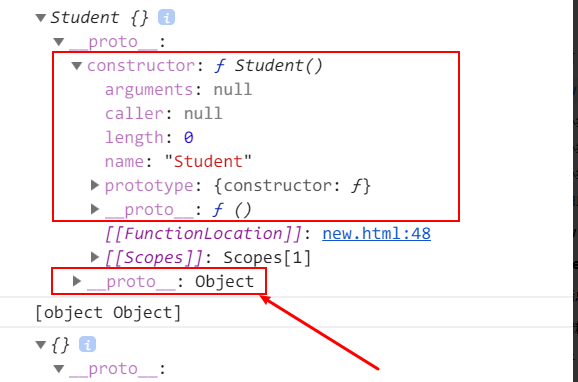 Student {} i
__proto__:
constructor: ƒ Student()
arguments: null
caller: null
length: 0
name: "Student"
prototype: {constructor: ƒ}
__proto__: ƒ ()
[[FunctionLocation]]: new.html:48
[[Scopes]]: Scopes[1]
__proto__: Object
[object Object]
{} i
__proto__: